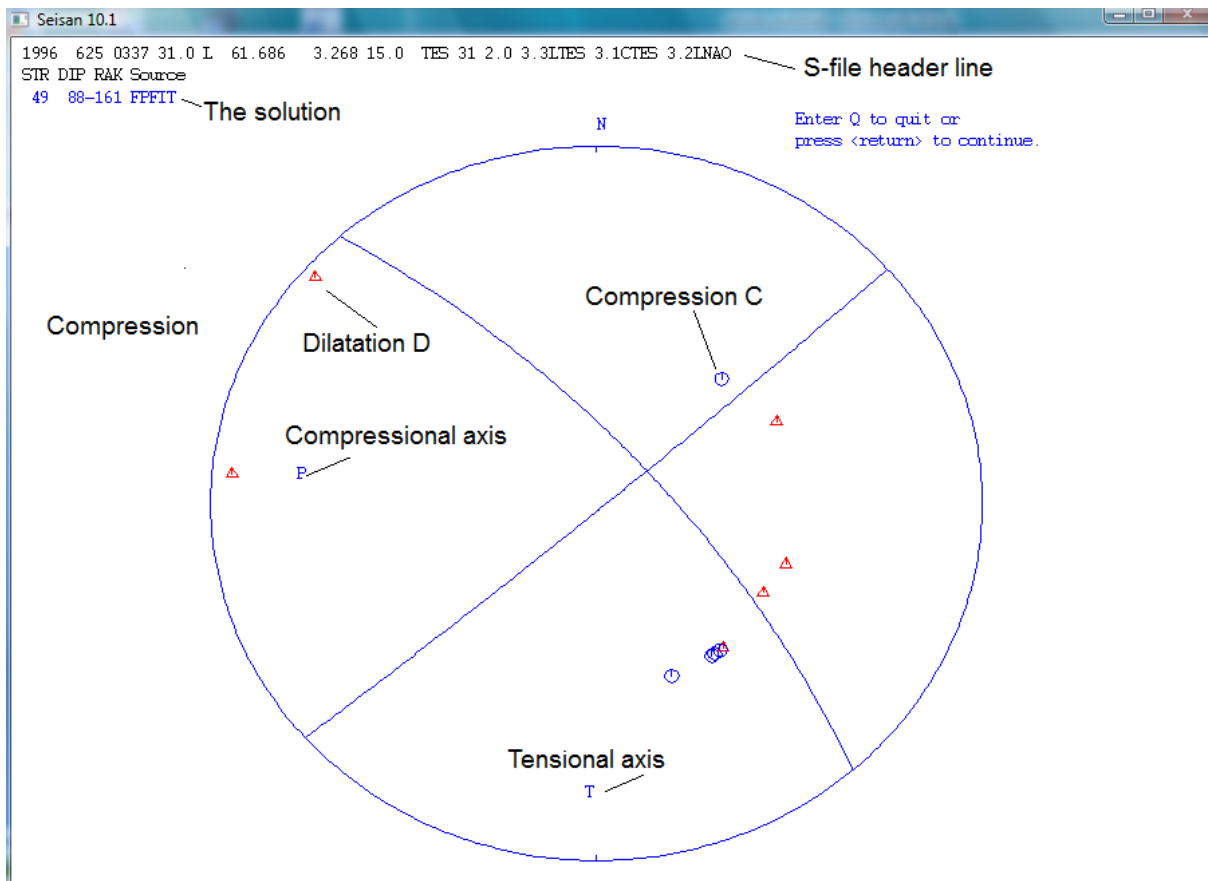 Seisan 10.1
1996 625 0337 31.0 L 61.686 3.268 15.0 TES 31 2.0 3.3LTES 3.1CTES 3.2LNAO
S-file header line
STR DIP RAK Source
49 88-161 FPFIT
The solution
Enter Q to quit or
press <return> to continue.
N
Compression C
Compression
Dilatation D
Compressional axis
P
Tensional axis
T